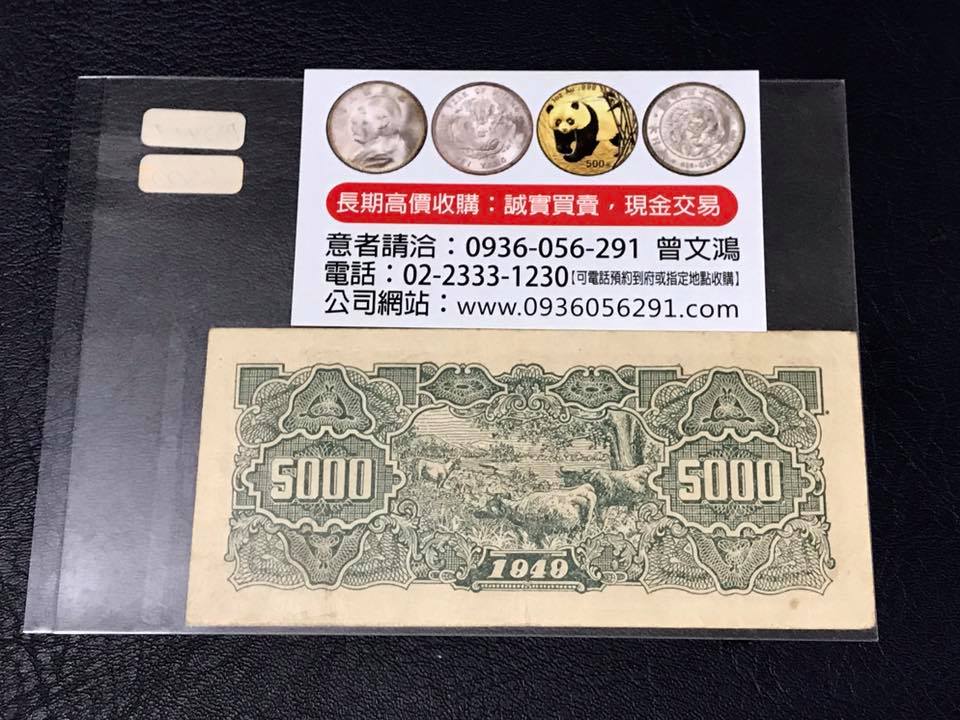 500元
長期高價收購：誠實買賣，現金交易
意者請洽：0936-056-291 曾文鴻
電話：02-2333-1230【可電話預約到府或指定地點收購】
公司網站：www.0936056291.com
5000 5000
1949